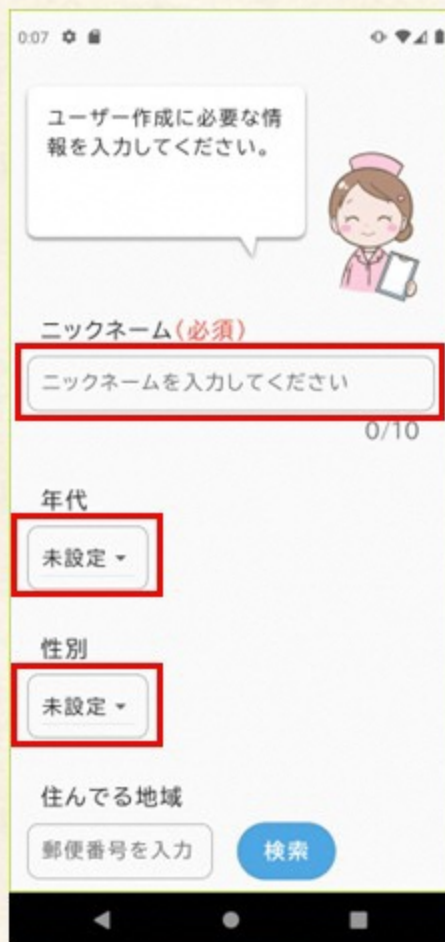 0:07
ユーザー作成に必要な情
報を入力してください。
ニックネーム(必須)
ニックネームを入力してください
0/10
年代
未設定
性別
未設定
住んでる地域
郵便番号を入力
検索